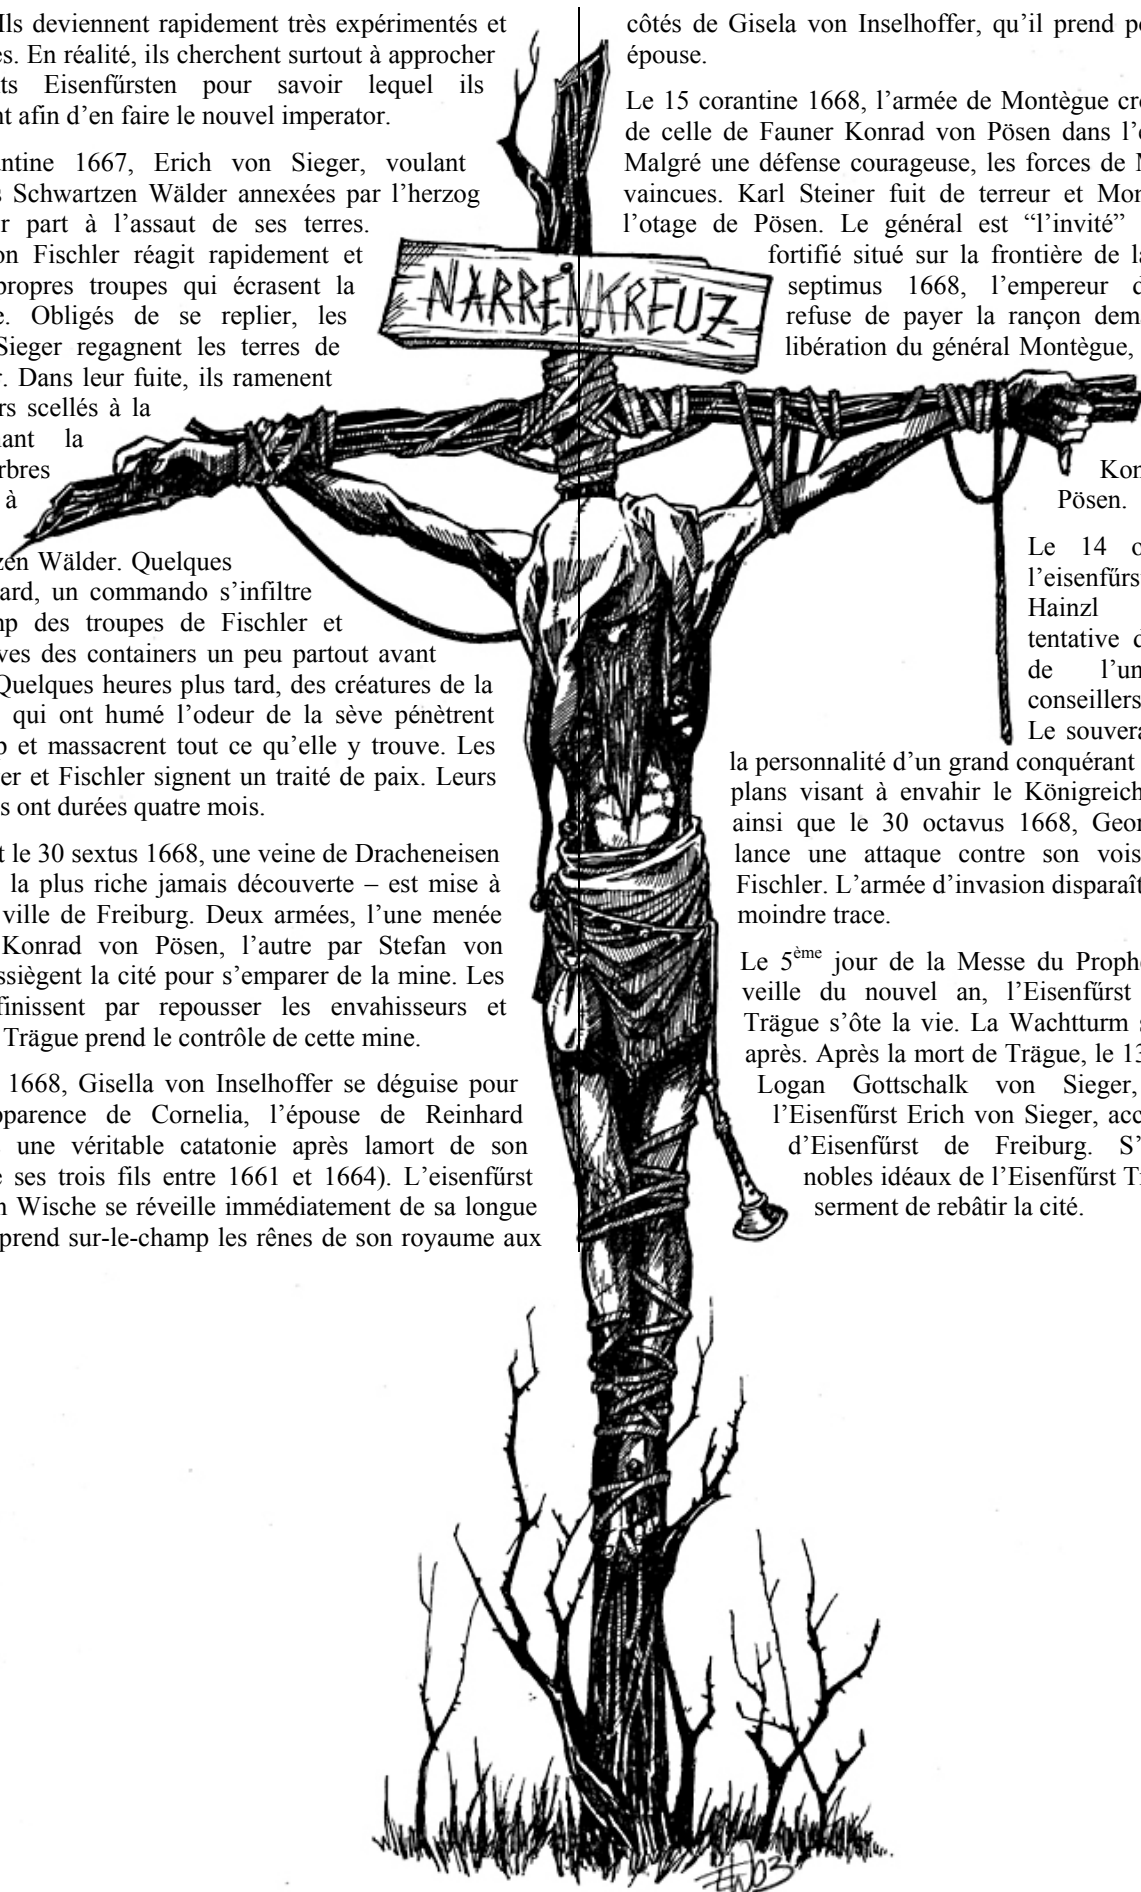 Ils deviennent rapidement très expérimentés et
es. En réalité, ils cherchent surtout à approcher
ts Eisenfűrsten pour savoir lequel ils
nt afin d’en faire le nouvel imperator.
antine 1667, Erich von Sieger, voulant
s Schwartzen Wälder annexées par l’herzog
r part à l’assaut de ses terres.
on Fischler réagit rapidement et
propres troupes qui écrasent la
e. Obligés de se replier, les
Sieger regagnent les terres de
r. Dans leur fuite, ils ramenent
rs scellés à la
nant la
rbres
à
zen Wälder. Quelques
ard, un commando s’infiltre
mp des troupes de Fischler et
ves des containers un peu partout avant
Quelques heures plus tard, des créatures de la
qui ont humé l’odeur de la sève pénètrent
p et massacrent tout ce qu’elle y trouve. Les
er et Fischler signent un traité de paix. Leurs
s ont durées quatre mois.
t le 30 sextus 1668, une veine de Dracheneisen
la plus riche jamais découverte – est mise à
ville de Freiburg. Deux armées, l’une menée
Konrad von Pösen, l’autre par Stefan von
ssiègent la cité pour s’emparer de la mine. Les
finissent par repousser les envahisseurs et
Trägue prend le contrôle de cette mine.
1668, Gisella von Inselhoffer se déguise pour
pparence de Cornelia, l’épouse de Reinhard
une véritable catatonie après lamort de son
e ses trois fils entre 1661 et 1664). L’eisenfűrst
n Wische se réveille immédiatement de sa longue
prend sur-le-champ les rênes de son royaume aux
côtés de Gisela von Inselhoffer, qu’il prend po
épouse.
Le 15 corantine 1668, l’armée de Montègue cro
de celle de Fauner Konrad von Pösen dans l’e
Malgré une défense courageuse, les forces de M
vaincues. Karl Steiner fuit de terreur et Mon
l’otage de Pösen. Le général est “l’invité”
fortifié situé sur la frontière de la
septimus 1668, l’empereur d
refuse de payer la rançon dema
libération du général Montègue,
Kon
Pösen.
Le 14 o
l’eisenfűrs
Hainzl
tentative d
de l’un
conseillers
Le souvera
la personnalité d’un grand conquérant
plans visant à envahir le Königreich
ainsi que le 30 octavus 1668, Geor
lance une attaque contre son vois
Fischler. L’armée d’invasion disparaît
moindre trace.
Le 5ème jour de la Messe du Prophe
veille du nouvel an, l’Eisenfűrst
Trägue s’ôte la vie. La Wachtturm s
après. Après la mort de Trägue, le 13
Logan Gottschalk von Sieger,
l’Eisenfűrst Erich von Sieger, acc
d’Eisenfűrst de Freiburg. S’
nobles idéaux de l’Eisenfűrst Tr
serment de rebâtir la cité.
NARRENKREUZ